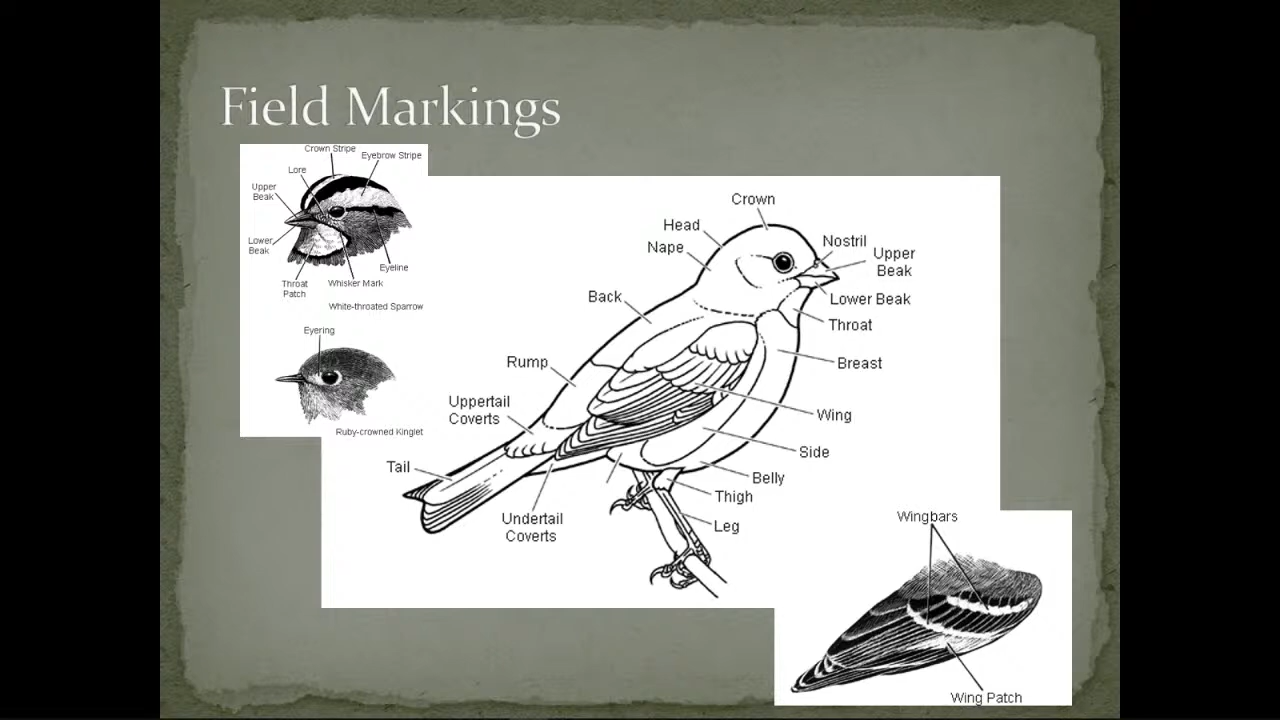 Field Markings
Crown Stripe
Eyebrow Stripe
Lore
Upper
Beak
Lower
Beak
Eyeline
Throat
Patch
Whisker Mark
White-throated Sparrow
Eyering
Ruby-crowned Kinglet
Crown
Head
Nape
Nostril
Upper
Beak
Back
Lower Beak
Throat
Rump
Breast
Uppertail
Coverts
Wing
Side
Tail
Belly
Thigh
Undertail
Coverts
Leg
Wingbars
Wing Patch